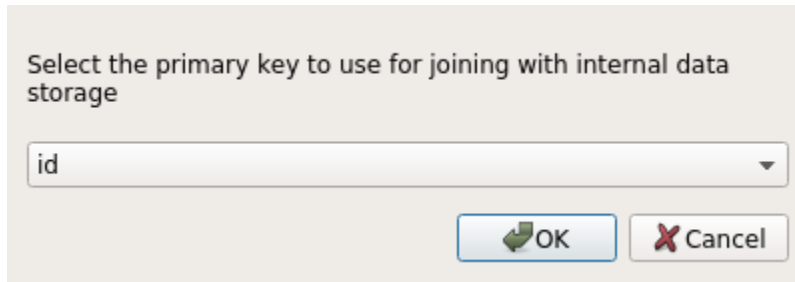 Select the primary key to use for joining with internal data
storage
id
OK
Cancel